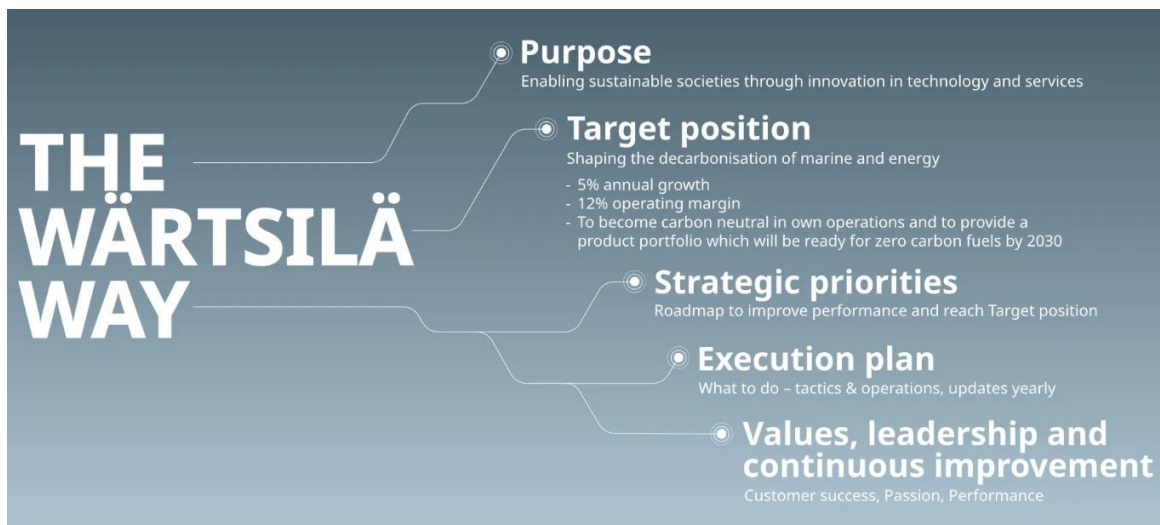 THE
WÄRTSILÄ
WAY
Purpose
Enabling sustainable societies through innovation in technology and services
Target position
Shaping the decarbonisation of marine and energy
- 5% annual growth
- 12% operating margin
- To become carbon neutral in own operations and to provide a
product portfolio which will be ready for zero carbon fuels by 2030
Strategic priorities
Roadmap to improve performance and reach Target position
Execution plan
What to do – tactics & operations, updates yearly
Values, leadership and
continuous improvement
Customer success, Passion, Performance